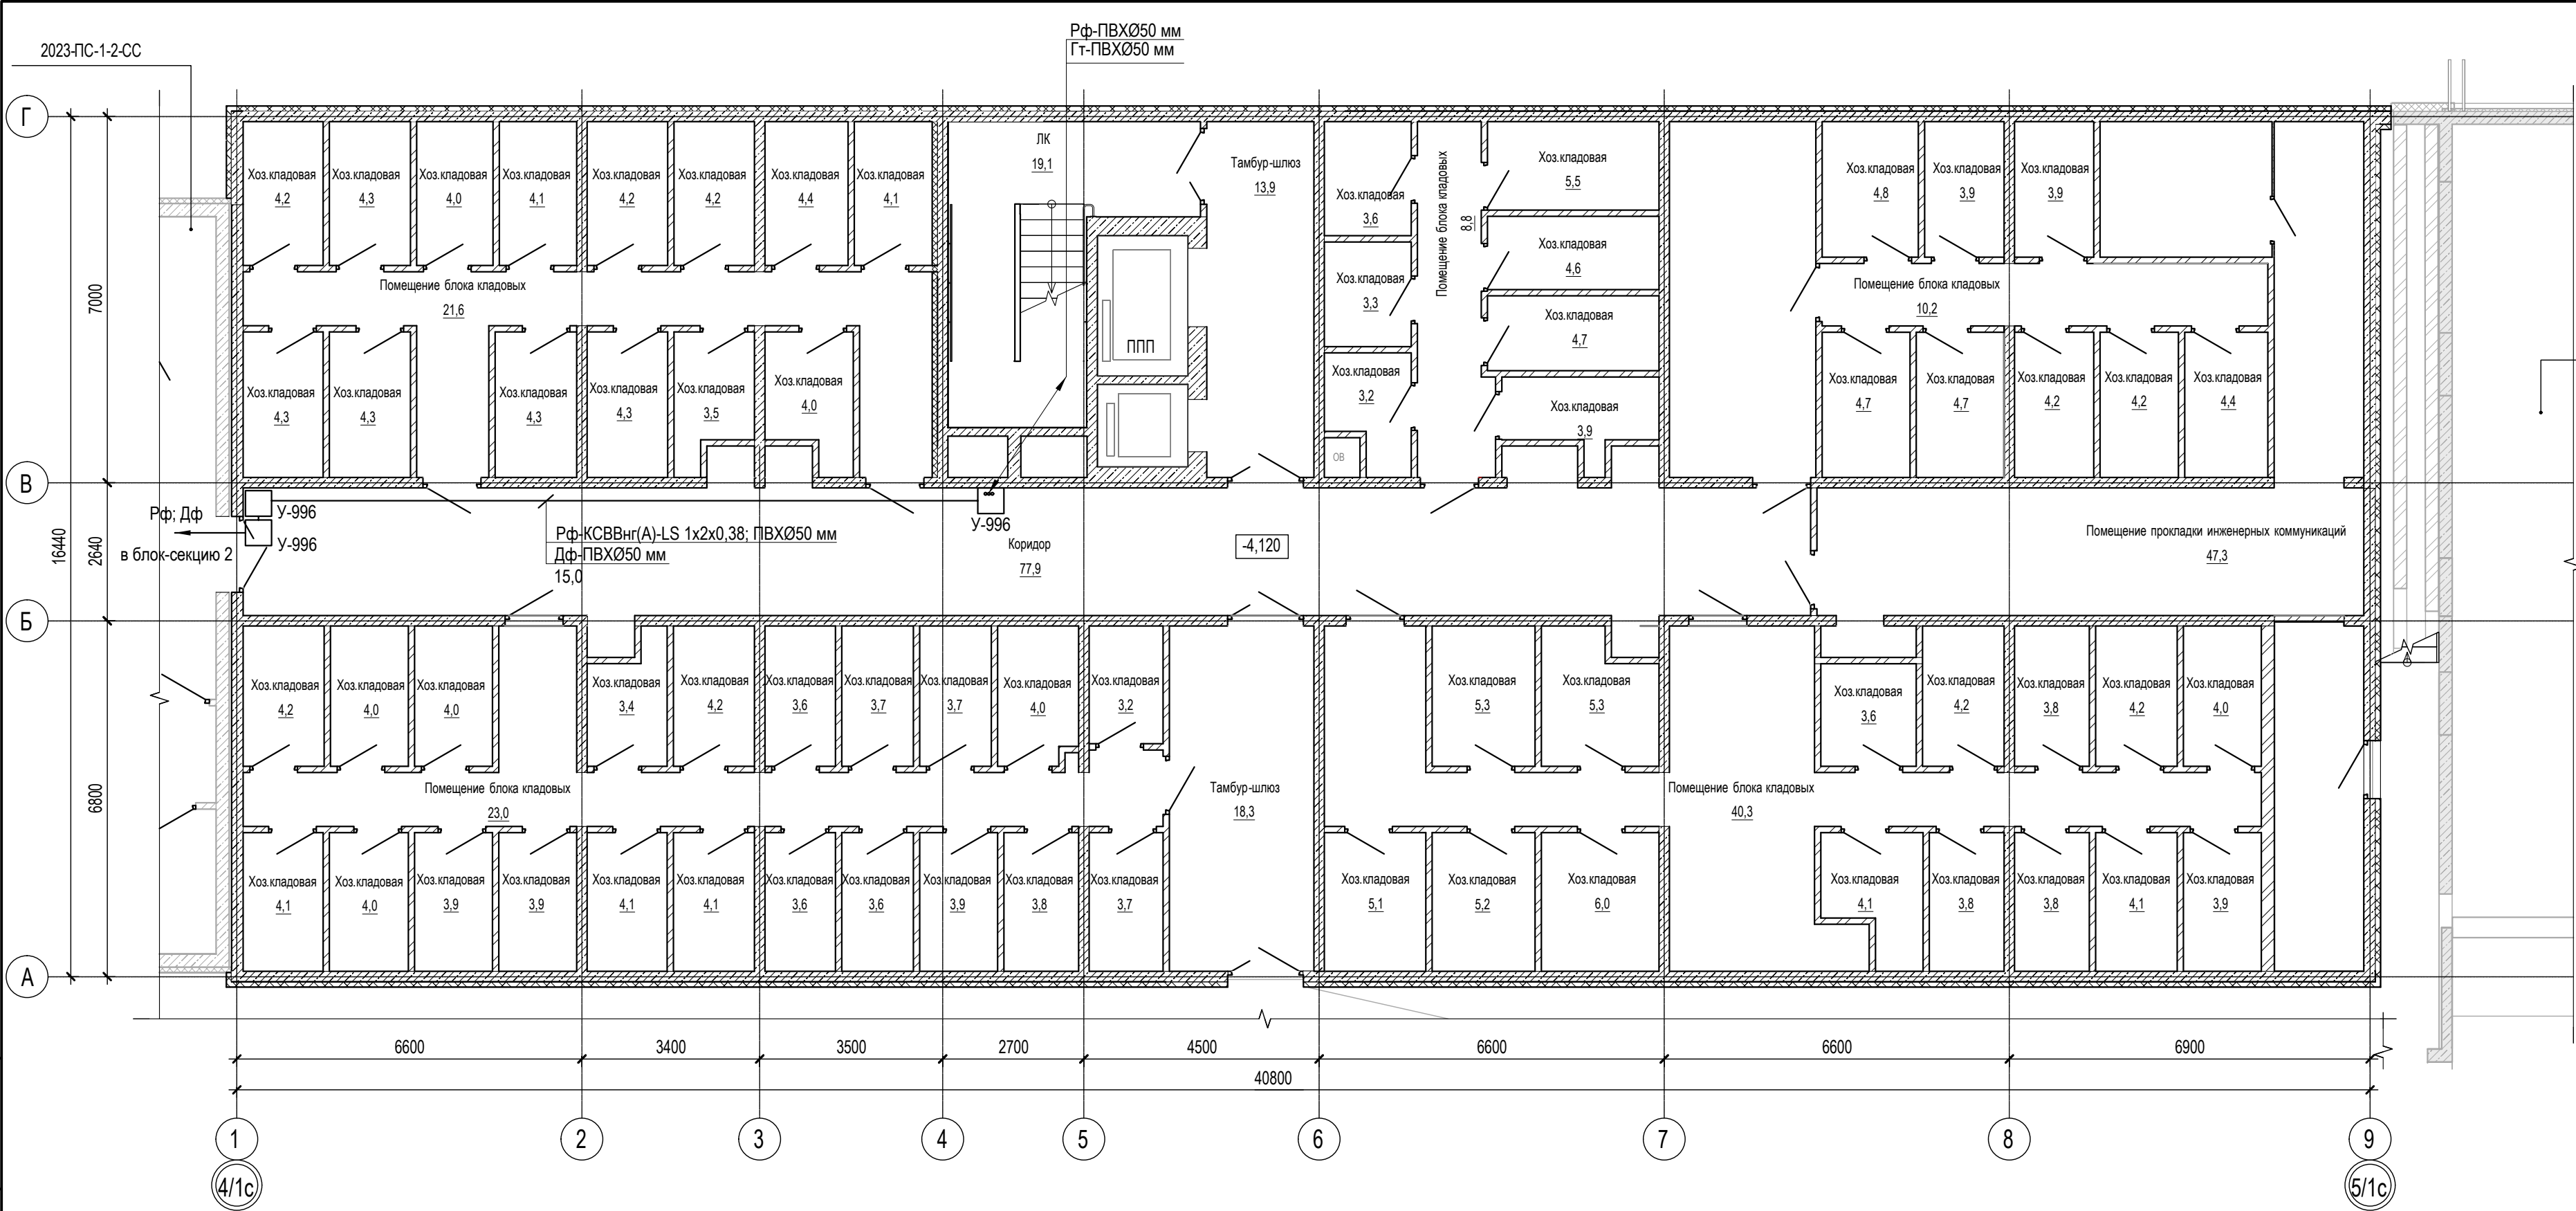 2023-ПС-1-2-СС
Рф-ПВХØ50 мм
Гт-ПВХØ50 мм
Г
В
Б
А
16440
7000
2640
6800
Хоз.кладовая
4,2
Хоз.кладовая
4,3
Хоз.кладовая
4,0
Хоз.кладовая
4,1
Хоз.кладовая
4,2
Хоз.кладовая
4,2
Хоз.кладовая
4,4
Хоз.кладовая
4,1
ЛК
19,1
Тамбур-шлюз
13,9
Хоз.кладовая
3,6
Помещение блока кладовых
8,8
Хоз.кладовая
5,5
Хоз.кладовая
4,8
Хоз.кладовая
3,9
Хоз.кладовая
3,9
Помещение блока кладовых
21,6
Хоз.кладовая
3,3
Хоз.кладовая
4,6
Помещение блока кладовых
10,2
Хоз.кладовая
4,3
Хоз.кладовая
4,3
Хоз.кладовая
4,3
Хоз.кладовая
4,3
Хоз.кладовая
3,5
Хоз.кладовая
4,0
ППП
Хоз.кладовая
3,2
ОВ
Хоз.кладовая
4,7
Хоз.кладовая
3,9
Хоз.кладовая
4,7
Хоз.кладовая
4,7
Хоз.кладовая
4,2
Хоз.кладовая
4,2
Хоз.кладовая
4,4
Рф; Дф
в блок-секцию 2
У-996
У-996
Рф-КСВВнг(А)-LS 1х2х0,38; ПВХØ50 мм
Дф-ПВХØ50 мм
15,0
У-996
Коридор
77,9
-4,120
Помещение прокладки инженерных коммуникаций
47,3
Хоз.кладовая
4,2
Хоз.кладовая
4,0
Хоз.кладовая
4,0
Хоз.кладовая
3,4
Хоз.кладовая
4,2
Хоз.кладовая
3,6
Хоз.кладовая
3,7
Хоз.кладовая
3,7
Хоз.кладовая
4,0
Хоз.кладовая
3,2
Хоз.кладовая
5,3
Хоз.кладовая
5,3
Хоз.кладовая
3,6
Хоз.кладовая
4,2
Хоз.кладовая
3,8
Хоз.кладовая
4,2
Хоз.кладовая
4,0
Помещение блока кладовых
23,0
Тамбур-шлюз
18,3
Помещение блока кладовых
40,3
Хоз.кладовая
4,1
Хоз.кладовая
4,0
Хоз.кладовая
3,9
Хоз.кладовая
3,9
Хоз.кладовая
4,1
Хоз.кладовая
4,1
Хоз.кладовая
3,6
Хоз.кладовая
3,6
Хоз.кладовая
3,9
Хоз.кладовая
3,8
Хоз.кладовая
3,7
Хоз.кладовая
5,1
Хоз.кладовая
5,2
Хоз.кладовая
6,0
Хоз.кладовая
4,1
Хоз.кладовая
3,8
Хоз.кладовая
3,8
Хоз.кладовая
4,1
Хоз.кладовая
3,9
6600
3400
3500
2700
4500
6600
6600
6900
40800
1
2
3
4
5
6
7
8
9
4/1с
5/1с